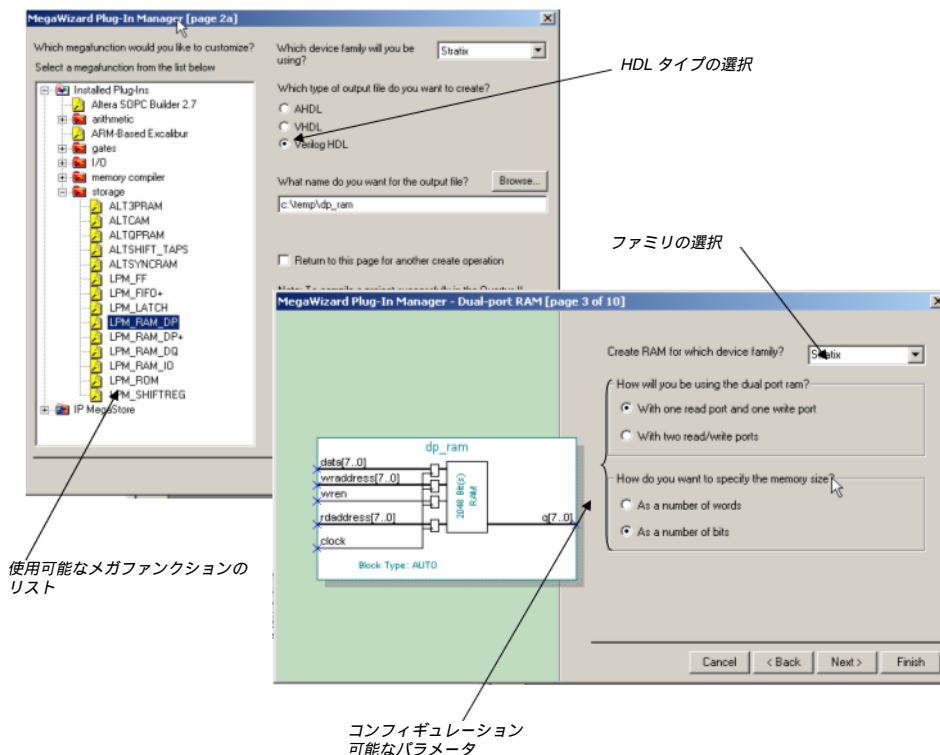 MegaWizard Plug-In Manager [page 2a]
Which megafunction would you like to customize?
Select a megafunction from the list below
Installed Plug-Ins
Altera SOPC Builder 2.7
arithmetic
ARM-Based Excalibur
gates
I/O
memory compiler
storage
ALT3PRAM
ALTCAM
ALTQPRAM
ALTSHIFT_TAPS
ALTSYNCRAM
LPM_FF
LPM_FIFO+
LPM_LATCH
LPM_RAM_DP
LPM_RAM_DP+
LPM_RAM_DQ
LPM_RAM_IO
LPM_ROM
LPM_SHIFTREG
IP MegaStore
Which device family will you be
using?
Stratix
Which type of output file do you want to create?
AHDL
VHDL
Verilog HDL
What name do you want for the output file?
Browse...
c:\temp\dp_ram
Return to this page for another create operation
Note: To compile a project successfully in the Quartus II
HDL タイプの選択
ファミリの選択
MegaWizard Plug-In Manager - Dual-port RAM [page 3 of 10]
Create RAM for which device family?
Stratix
How will you be using the dual port ram?
With one read port and one write port
With two read/write ports
How do you want to specify the memory size?
As a number of words
As a number of bits
dp_ram
data[7..0]
wraddress[7..0]
wren
rdaddress[7..0]
clock
2048 Bit(s)
RAM
q[7..0]
Block Type: AUTO
Cancel
< Back
Next >
Finish
使用可能なメガファンクションの
リスト
コンフィギュレーション
可能なパラメータ